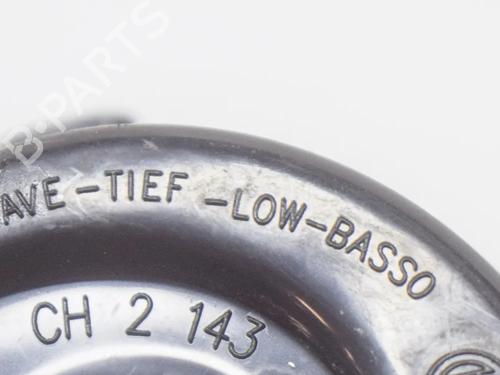 B-PARTS
AVE-TIEF -LOW-BASSO
CH 2 143